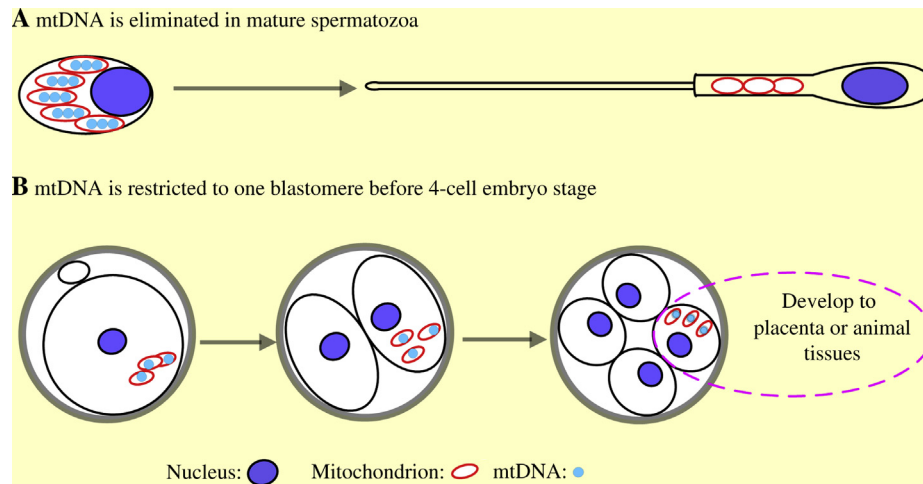 A mtDNA is eliminated in mature spermatozoa
B mtDNA is restricted to one blastomere before 4-cell embryo stage
Develop to
placenta or animal
tissues
Nucleus: Mitochondrion: mtDNA: